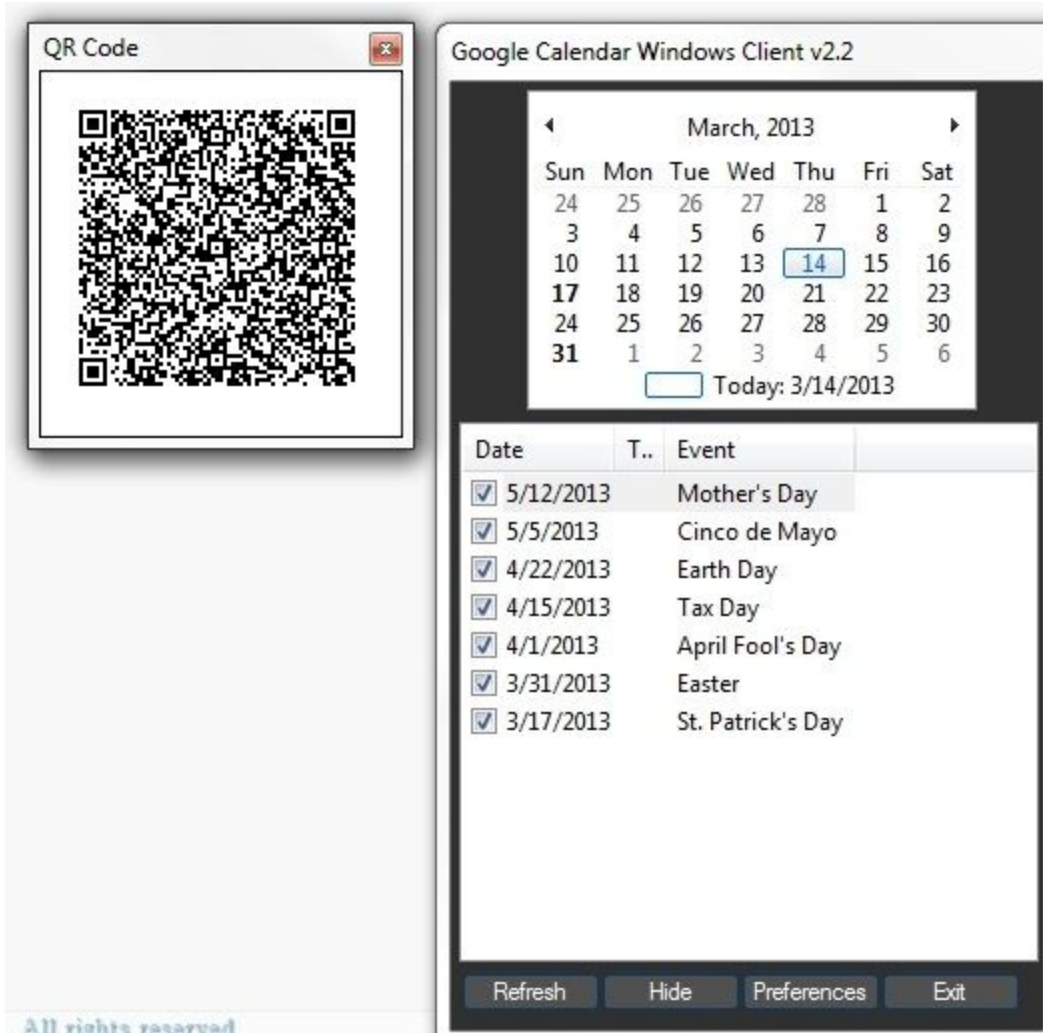 QR Code
Google Calendar Windows Client v2.2
March, 2013
Sun Mon Tue Wed Thu Fri Sat
24 25 26 27 28 1 2
3 4 5 6 7 8 9
10 11 12 13 14 15 16
17 18 19 20 21 22 23
24 25 26 27 28 29 30
31 1 2 3 4 5 6
Today: 3/14/2013
Date T.. Event
5/12/2013 Mother's Day
5/5/2013 Cinco de Mayo
4/22/2013 Earth Day
4/15/2013 Tax Day
4/1/2013 April Fool's Day
3/31/2013 Easter
3/17/2013 St. Patrick's Day
Refresh Hide Preferences Exit
All rights reserved